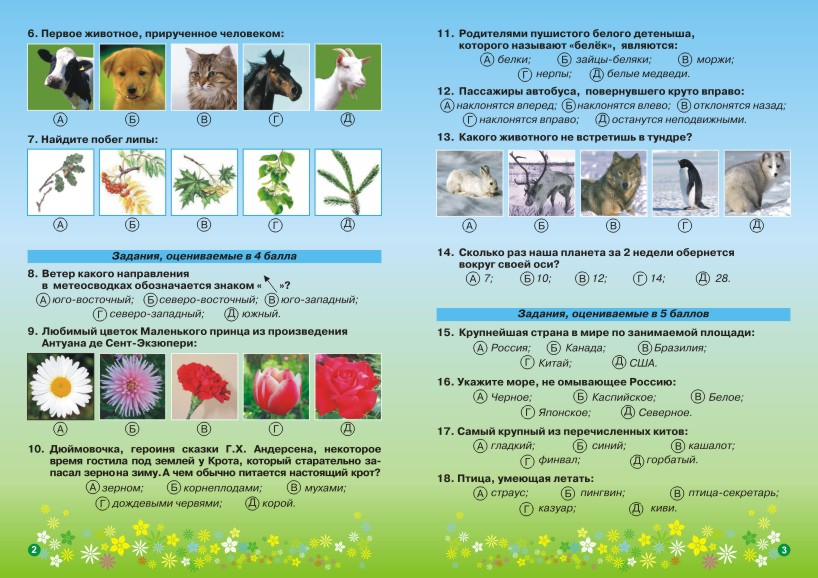 6. Первое животное, прирученное человеком:
А Б В Г Д
7. Найдите побег липы:
А Б В Г Д
Задания, оцениваемые в 4 балла
8. Ветер какого направления
в метеосводках обозначается знаком « »?
А юго-восточный; Б северо-восточный; В юго-западный;
Г северо-западный; Д южный.
9. Любимый цветок Маленького принца из произведения
Антуана де Сент-Экзюпери:
А Б В Г Д
10. Дюймовочка, героиня сказки Г.Х. Андерсена, некоторое
время гостила под землей у Крота, который старательно за-
пасал зерно на зиму. А чем обычно питается настоящий крот?
А зерном; Б корнеплодами; В мухами;
Г дождевыми червями; Д корой.
2
11. Родителями пушистого белого детеныша,
которого называют «белёк», являются:
А белки; Б зайцы-беляки; В моржи;
Г нерпы; Д белые медведи.
12. Пассажиры автобуса, повернувшего круто вправо:
А наклонятся вперед; Б наклонятся влево; В отклонятся назад;
Г наклонятся вправо; Д останутся неподвижными.
13. Какого животного не встретишь в тундре?
А Б В Г Д
14. Сколько раз наша планета за 2 недели обернется
вокруг своей оси?
А 7; Б 10; В 12; Г 14; Д 28.
Задания, оцениваемые в 5 баллов
15. Крупнейшая страна в мире по занимаемой площади:
А Россия; Б Канада; В Бразилия;
Г Китай; Д США.
16. Укажите море, не омывающее Россию:
А Черное; Б Каспийское; В Белое;
Г Японское; Д Северное.
17. Самый крупный из перечисленных китов:
А гладкий; Б синий; В кашалот;
Г финвал; Д горбатый.
18. Птица, умеющая летать:
А страус; Б пингвин; В птица-секретарь;
Г казуар; Д киви.
3